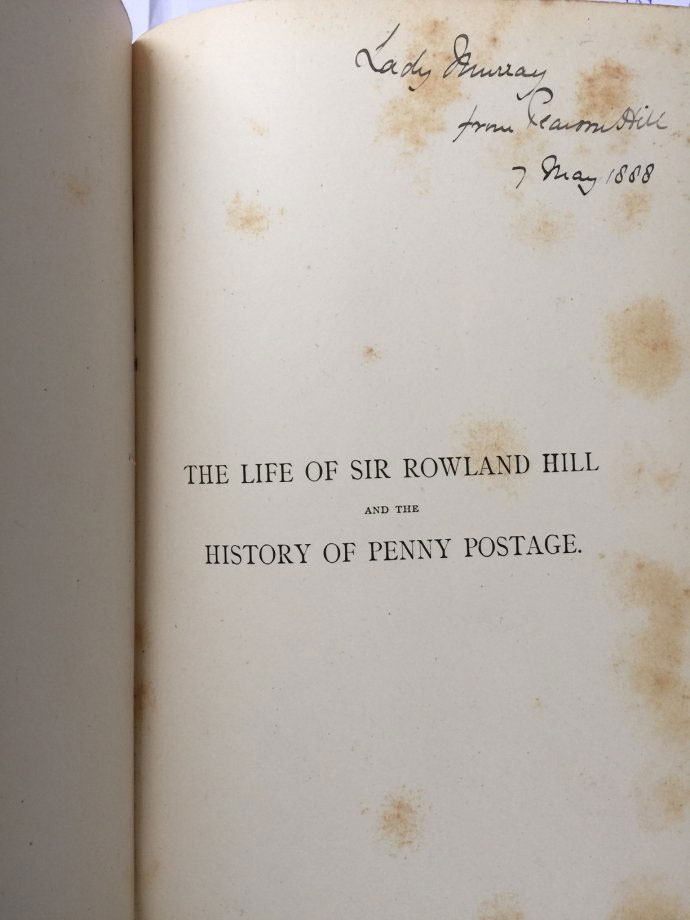 Lady Murray
from Pearson Hill
7 May 1888
THE LIFE OF SIR ROWLAND HILL
AND THE
HISTORY OF PENNY POSTAGE.